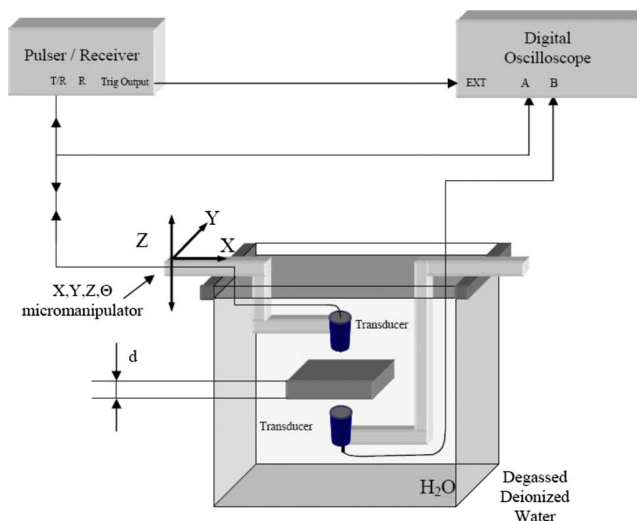 Pulser / Receiver
T/R R Trig Output
Digital
Oscilloscope
EXT A B
Z
Y
X
X,Y,Z,Θ
micromanipulator
Transducer
d
Transducer
H₂O
Degassed
Deionized
Water